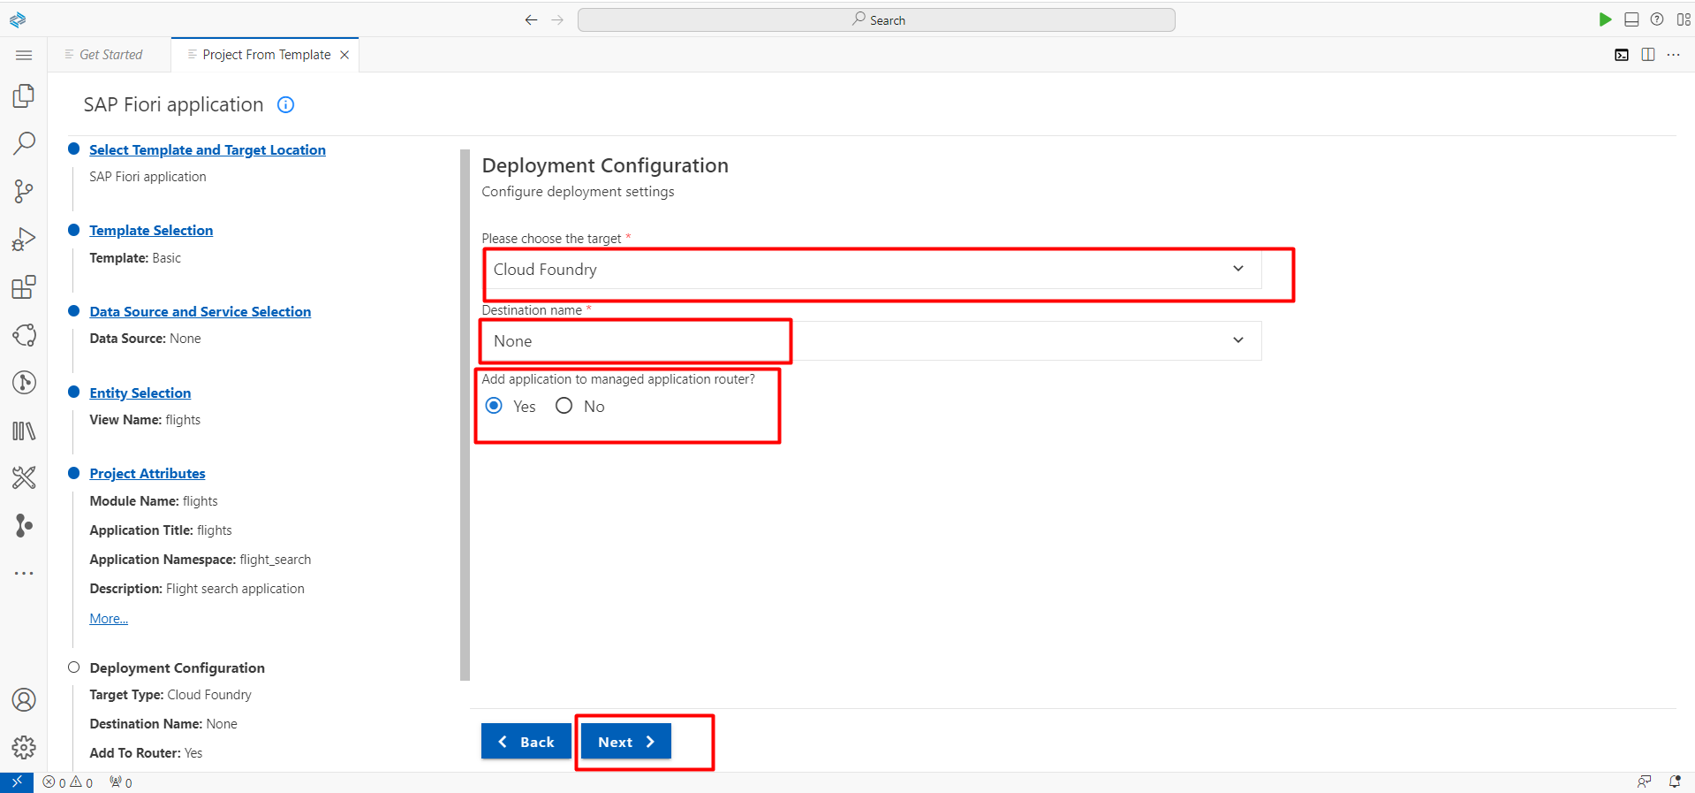 Search
Get Started
Project From Template
SAP Fiori application
Select Template and Target Location
SAP Fiori application
Template Selection
Template: Basic
Data Source and Service Selection
Data Source: None
Entity Selection
View Name: flights
Project Attributes
Module Name: flights
Application Title: flights
Application Namespace: flight_search
Description: Flight search application
More...
Deployment Configuration
Target Type: Cloud Foundry
Destination Name: None
Add To Router: Yes
Deployment Configuration
Configure deployment settings
Please choose the target *
Cloud Foundry
Destination name *
None
Add application to managed application router?
Yes No
Back Next
0 0 0